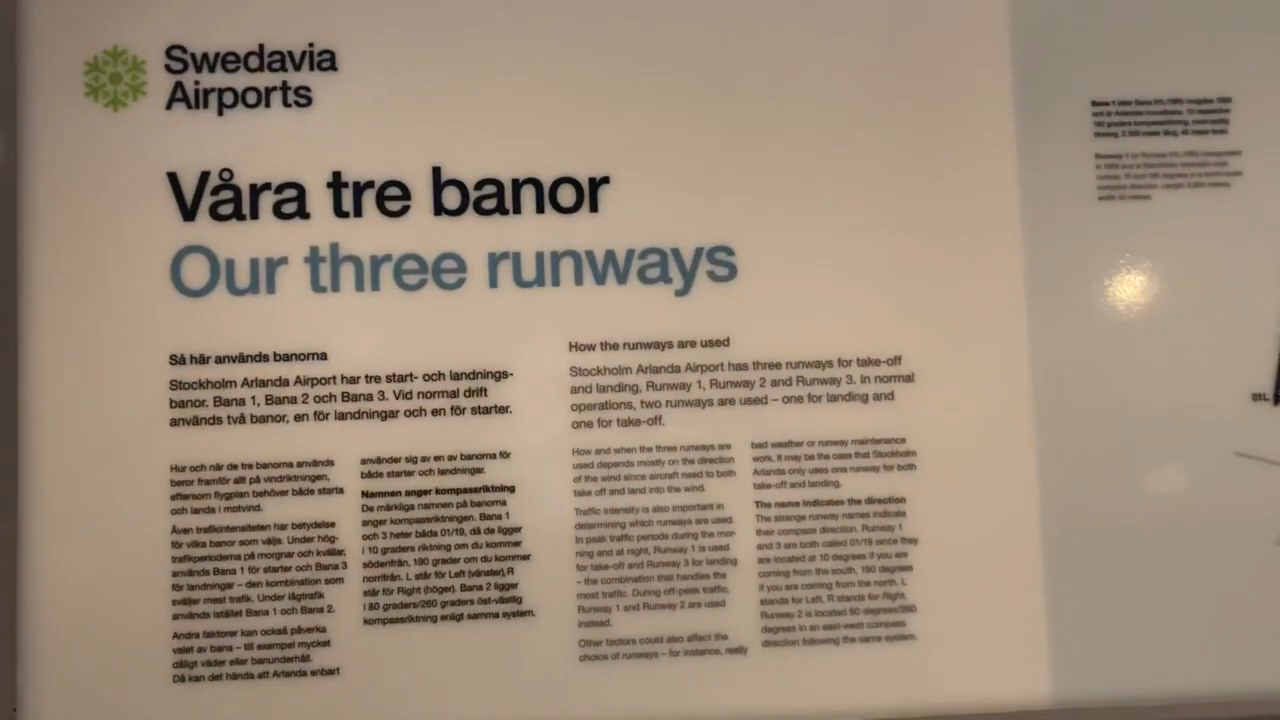 Swedavia
Airports
Våra tre banor
Our three runways
Så här används banorna
Stockholm Arlanda Airport har tre start- och landnings-
banor. Bana 1, Bana 2 och Bana 3. Vid normal drift
används två banor, en för landningar och en för starter.
Hur och när de tre banorna används
beror framför allt på vindriktningen,
eftersom flygplan behöver både starta
och landa i motvind.
Även trafikintensiteten har betydelse
för vilka banor som välja. Under hög-
trafikperioderna på morgnar och kvällar,
används Bana 1 för starter och Bana 3
för landningar – den kombination som
sväljer mest trafik. Under lågtrafik
används istället Bana 1 och Bana 2.
Andra faktorer kan också påverka
valet av bana – till exempel mycket
dåligt väder eller banunderhåll.
Då kan det hända att Arlanda enbart
använder sig av en av banorna för
både starter och landningar.
Namnen anger kompassriktning
De märkliga namnen på banorna
anger kompassriktningen. Bana 1
och 3 heter båda 01/19, då de ligger
i 10 graders riktning om du kommer
söderifrån, 190 grader om du kommer
norrifrån. L står för Left (vänster), R
står för Right (höger). Bana 2 ligger
i 80 graders/260 graders öst-västlig
kompassriktning enligt samma system.
How the runways are used
Stockholm Arlanda Airport has three runways for take-off
and landing, Runway 1, Runway 2 and Runway 3. In normal
operations, two runways are used – one for landing and
one for take-off.
How and when the three runways are
used depends mostly on the direction
of the wind since aircraft need to both
take off and land into the wind.
Traffic intensity is also important in
determining which runways are used.
In peak traffic periods during the mor-
ning and at night, Runway 1 is used
for take-off and Runway 3 for landing
– the combination that handles the
most traffic. During off-peak traffic,
Runway 1 and Runway 2 are used
instead.
Other factors could also affect the
choice of runways – for instance, really
bad weather or runway maintenance
work. It may be the case that Stockholm
Arlanda only uses one runway for both
take-off and landing.
The name indicates the direction
The strange runway names indicate
their compass direction. Runway 1
and 3 are both called 01/19 since they
are located at 10 degrees if you are
coming from the south, 190 degrees
if you are coming from the north. L
stands for Left, R stands for Right.
Runway 2 is located 80 degrees/260
degrees in an east-west compass
direction following the same system.
01L